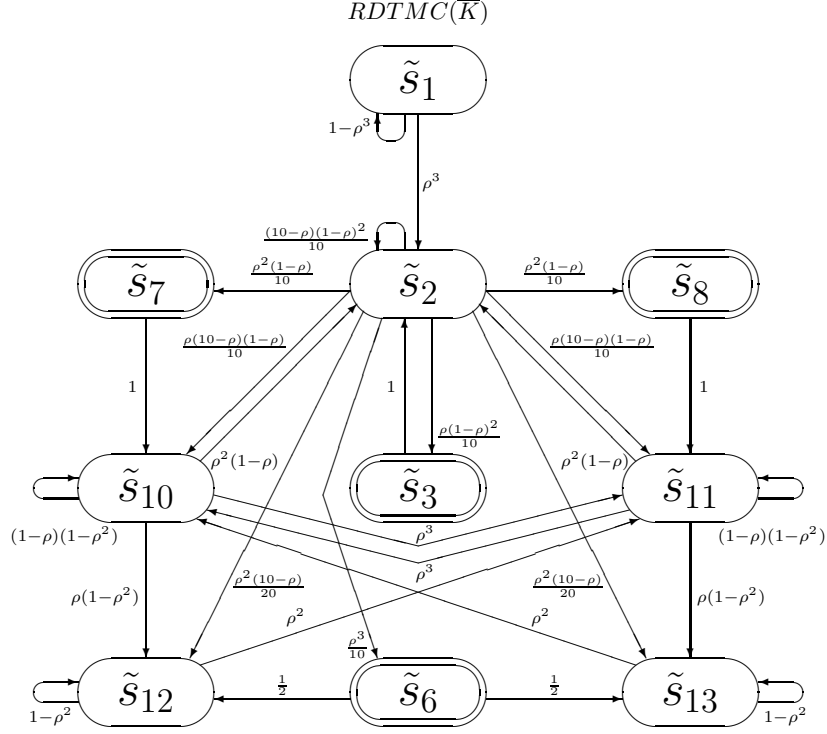 RDTMC(K̅)
s̃₁
1−ρ³
ρ³
(10−ρ)(1−ρ)²/10
s̃₇
ρ²(1−ρ)/10
s̃₂
ρ²(1−ρ)/10
s̃₈
ρ(10−ρ)(1−ρ)/10
ρ(10−ρ)(1−ρ)/10
1
1
1
ρ(1−ρ)²/10
ρ²(1−ρ)
ρ²(1−ρ)
s̃₁₀
s̃₃
s̃₁₁
(1−ρ)(1−ρ²)
ρ³
(1−ρ)(1−ρ²)
ρ³
ρ²(10−ρ)/20
ρ²(10−ρ)/20
ρ(1−ρ²)
ρ(1−ρ²)
ρ²
ρ²
ρ³/10
s̃₁₂
1/2
s̃₆
1/2
s̃₁₃
1−ρ²
1−ρ²